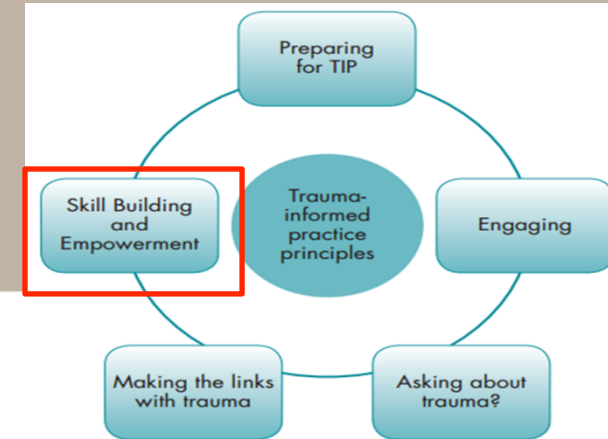 Preparing
for TIP
Skill Building
and
Empowerment
Trauma-
informed
practice
principles
Engaging
Making the links
with trauma
Asking about
trauma?